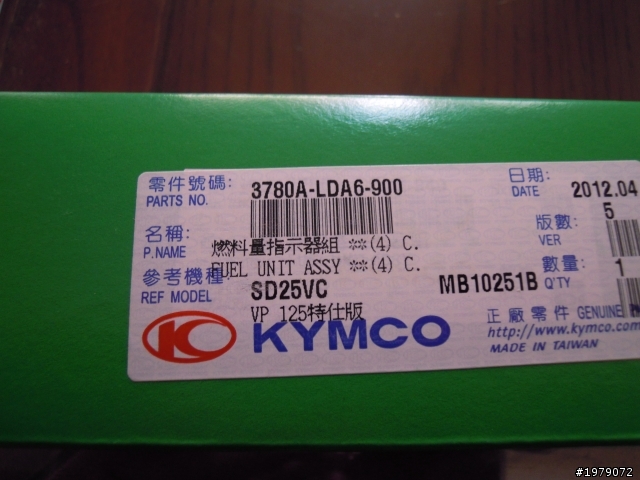 零件號碼:
PARTS NO.
3780A-LDA6-900
日期:
DATE
2012.04
名稱:
P.NAME
燃料量指示器組 **(4) C.
FUEL UNIT ASSY **(4) C.
版數:
VER
5
參考機種:
REF MODEL
SD25VC
VP 125特仕版
MB10251B
數量:
Q'TY
1
KYMCO
正廠零件 GENUINE
http://www.kymco.com
MADE IN TAIWAN
#1979072